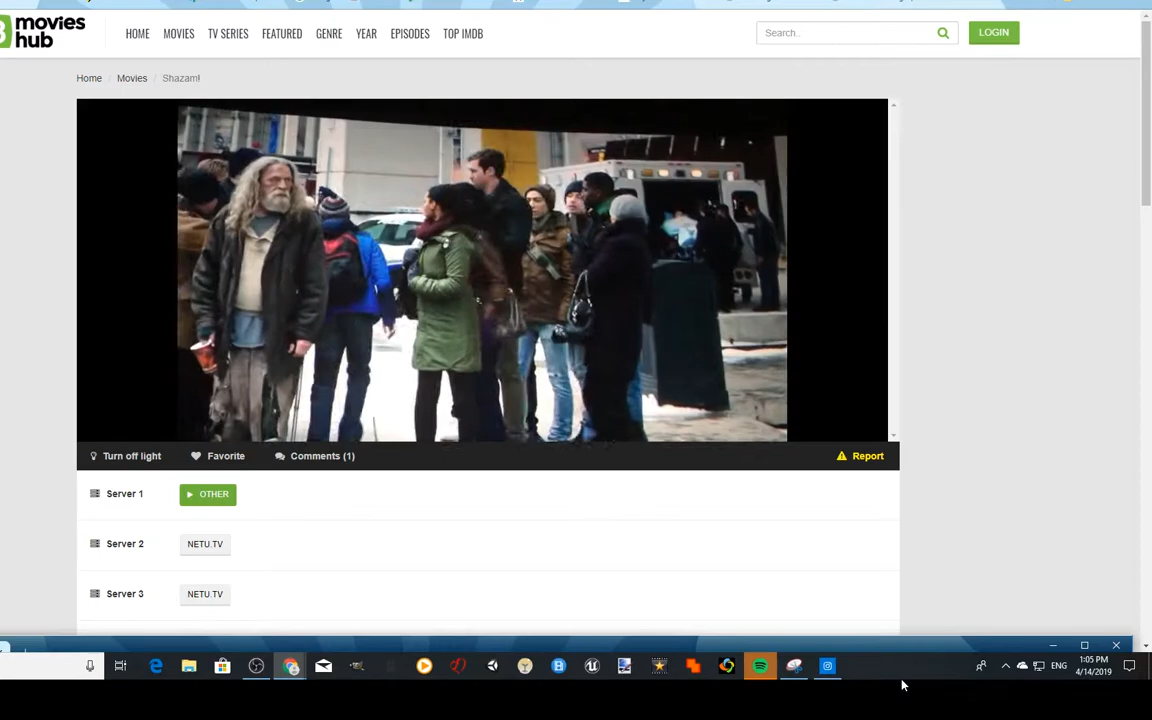 movies
hub
HOME MOVIES TV SERIES FEATURED GENRE YEAR EPISODES TOP IMDB
Search..
LOGIN
Home / Movies / Shazam!
Turn off light Favorite Comments (1) Report
Server 1 OTHER
Server 2 NETU.TV
Server 3 NETU.TV
ENG
1:05 PM
4/14/2019